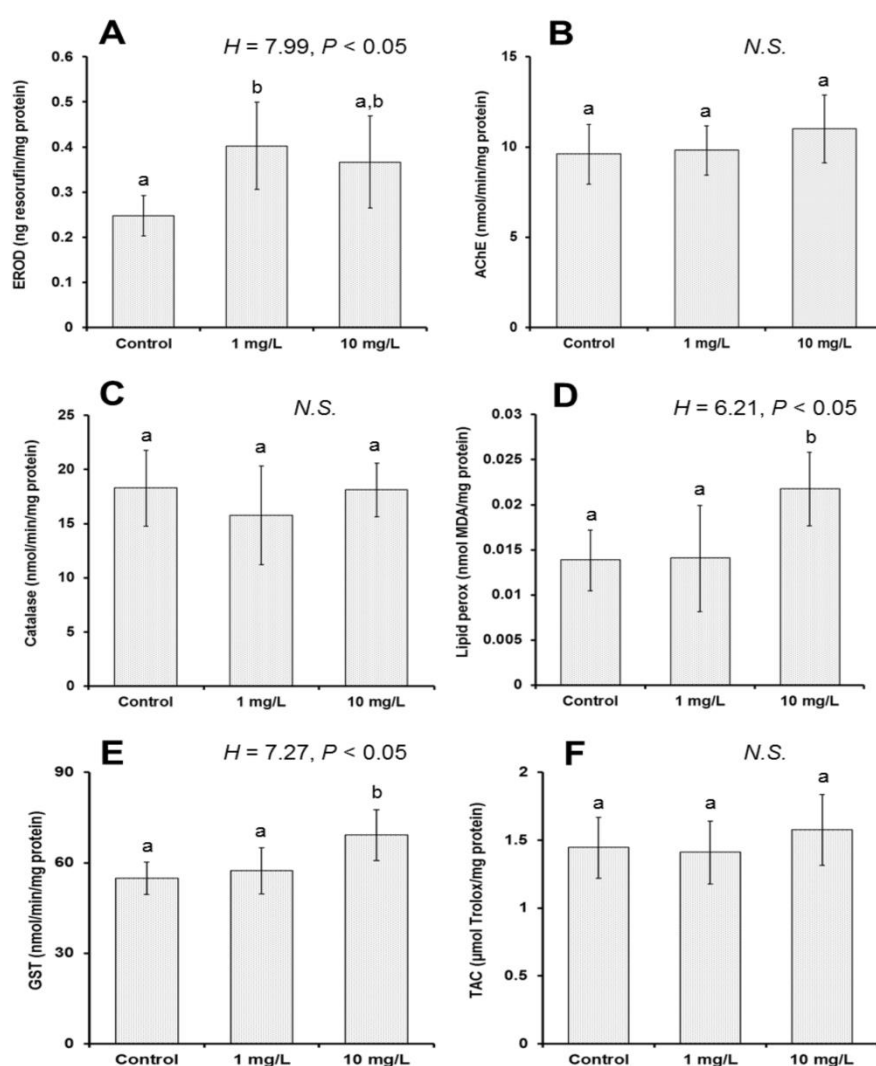 A
H = 7.99, P < 0.05
EROD (ng resorufin/mg protein)
0.6
0.5
0.4
0.3
0.2
0.1
0
a
b
a,b
Control
1 mg/L
10 mg/L
B
N.S.
AChE (nmol/min/mg protein)
15
10
5
0
a
a
a
Control
1 mg/L
10 mg/L
C
N.S.
Catalase (nmol/min/mg protein)
25
20
15
10
5
0
a
a
a
Control
1 mg/L
10 mg/L
D
H = 6.21, P < 0.05
Lipid perox (nmol MDA/mg protein)
0.03
0.025
0.02
0.015
0.01
0.005
0
a
a
b
Control
1 mg/L
10 mg/L
E
H = 7.27, P < 0.05
GST (nmol/min/mg protein)
90
60
30
0
a
a
b
Control
1 mg/L
10 mg/L
F
N.S.
TAC (µmol Trolox/mg protein)
2
1.5
1
0.5
0
a
a
a
Control
1 mg/L
10 mg/L